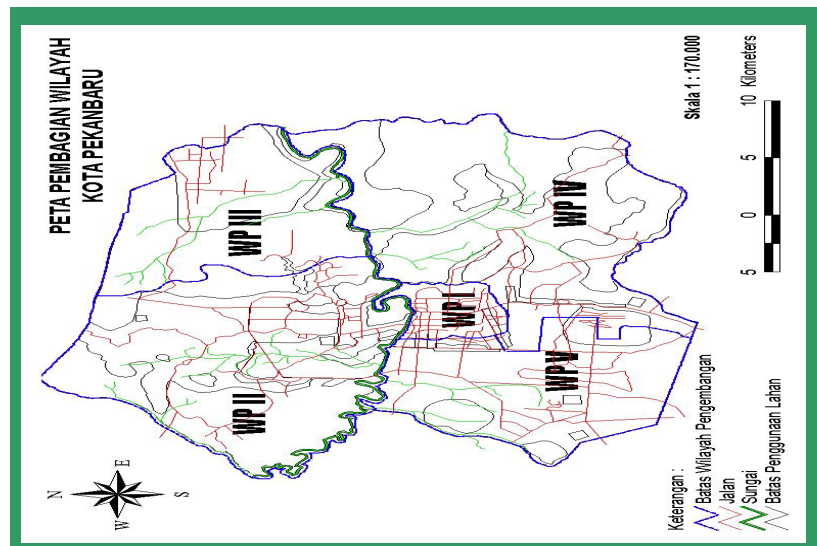 PETA PEMBAGIAN WILAYAH
KOTA PEKANBARU
WP III
WP II
WP I
WP IV
WP V
N
E
S
W
Skala 1 : 170.000
5 0 5 10 Kilometers
Keterangan :
Batas Wilayah Pengembangan
Jalan
Sungai
Batas Penggunaan Lahan